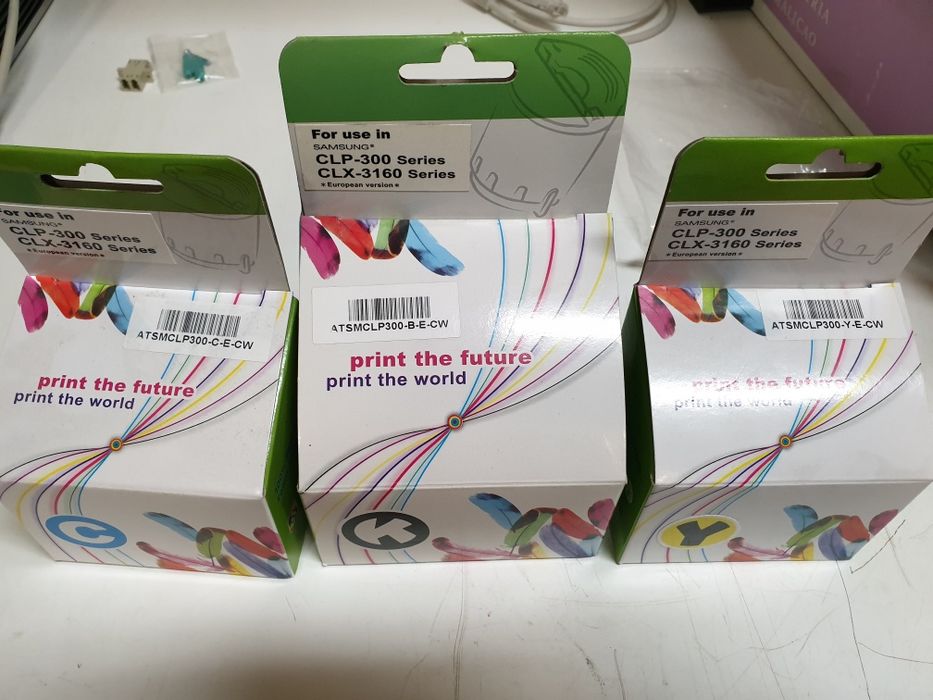 For use in
SAMSUNG*
CLP-300 Series
CLX-3160 Series
*European version*
ATSMCLP300-C-E-CW
print the future
print the world
C
For use in
SAMSUNG*
CLP-300 Series
CLX-3160 Series
*European version*
ATSMCLP300-B-E-CW
print the future
print the world
K
For use in
SAMSUNG*
CLP-300 Series
CLX-3160 Series
*European version*
ATSMCLP300-Y-E-CW
print the future
print the world
Y